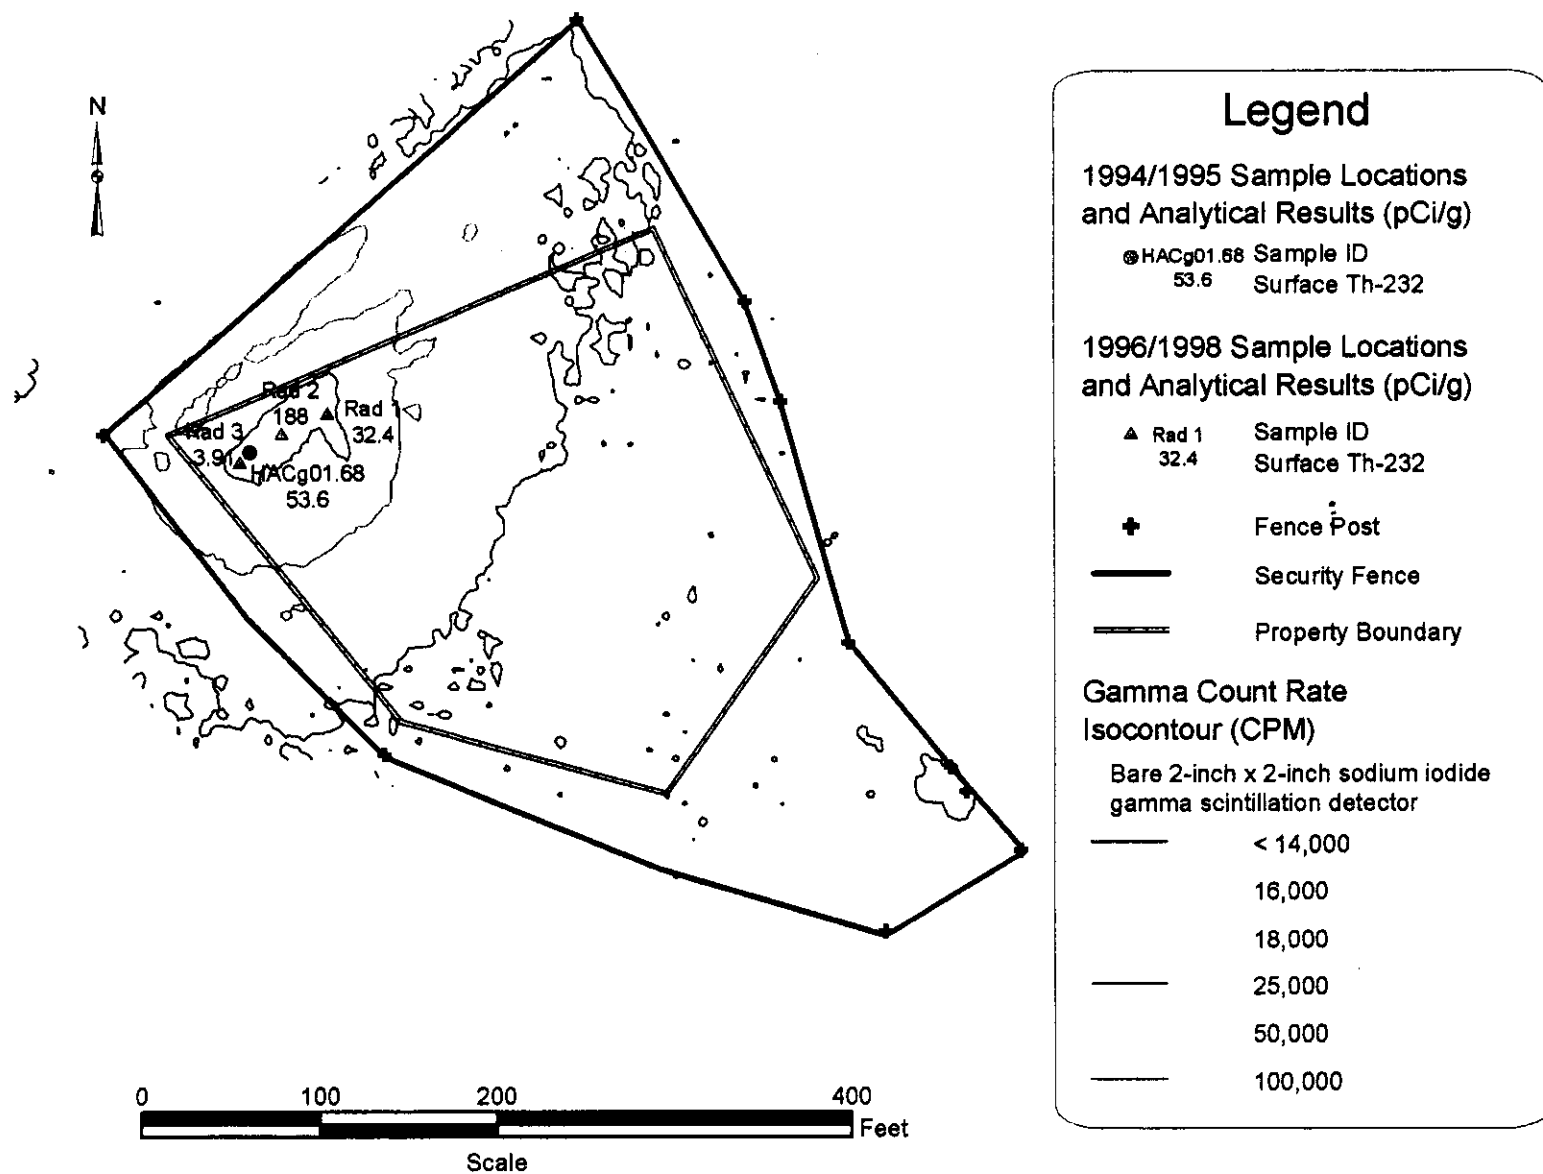 N
Rad 2
188
Rad 1
32.4
Rad 3
3.91
HACg01.68
53.6
0
100
200
400
Feet
Scale
Legend
1994/1995 Sample Locations
and Analytical Results (pCi/g)
HACg01.68 Sample ID
53.6 Surface Th-232
1996/1998 Sample Locations
and Analytical Results (pCi/g)
Rad 1 Sample ID
32.4 Surface Th-232
Fence Post
Security Fence
Property Boundary
Gamma Count Rate
Isocontour (CPM)
Bare 2-inch x 2-inch sodium iodide
gamma scintillation detector
< 14,000
16,000
18,000
25,000
50,000
100,000